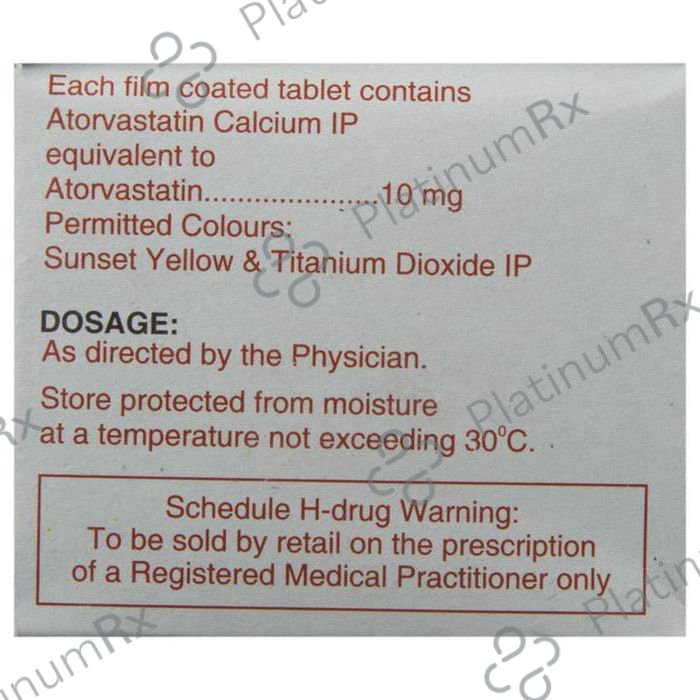 PlatinumRx
Each film coated tablet contains
Atorvastatin Calcium IP
equivalent to
Atorvastatin.....................10 mg
Permitted Colours:
Sunset Yellow & Titanium Dioxide IP
DOSAGE:
As directed by the Physician.
Store protected from moisture
at a temperature not exceeding 30°C.
Schedule H-drug Warning:
To be sold by retail on the prescription
of a Registered Medical Practitioner only